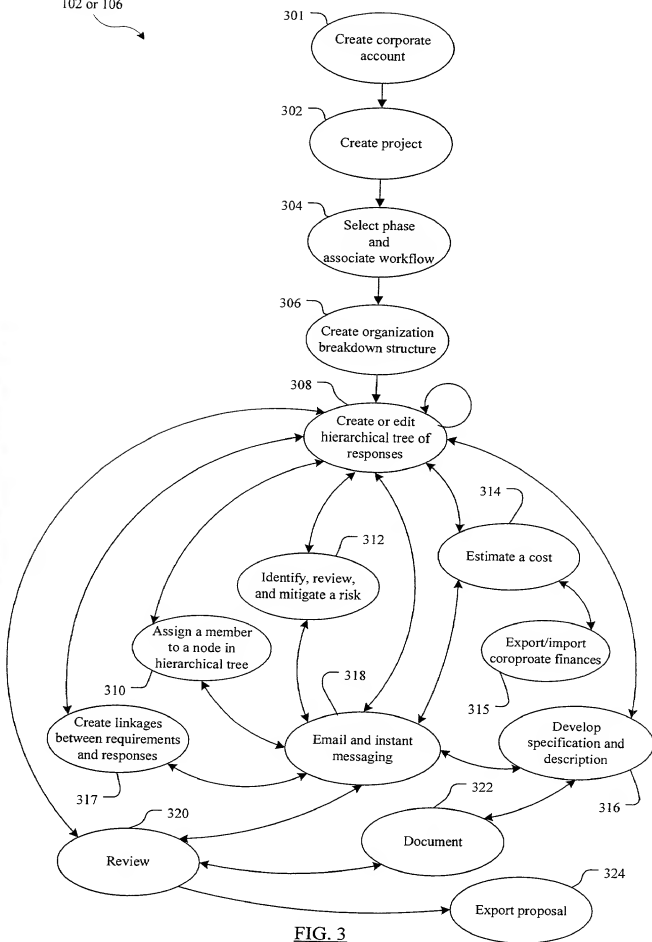 102 or 106
301
Create corporate
account
302
Create project
304
Select phase
and
associate workflow
306
Create organization
breakdown structure
308
Create or edit
hierarchical tree of
responses
314
Estimate a cost
312
Identify, review,
and mitigate a risk
Export/import
coroproate finances
315
Assign a member
to a node in
hierarchical tree
310
318
Email and instant
messaging
Create linkages
between requirements
and responses
317
Develop
specification and
description
316
320
Review
322
Document
324
Export proposal
FIG. 3